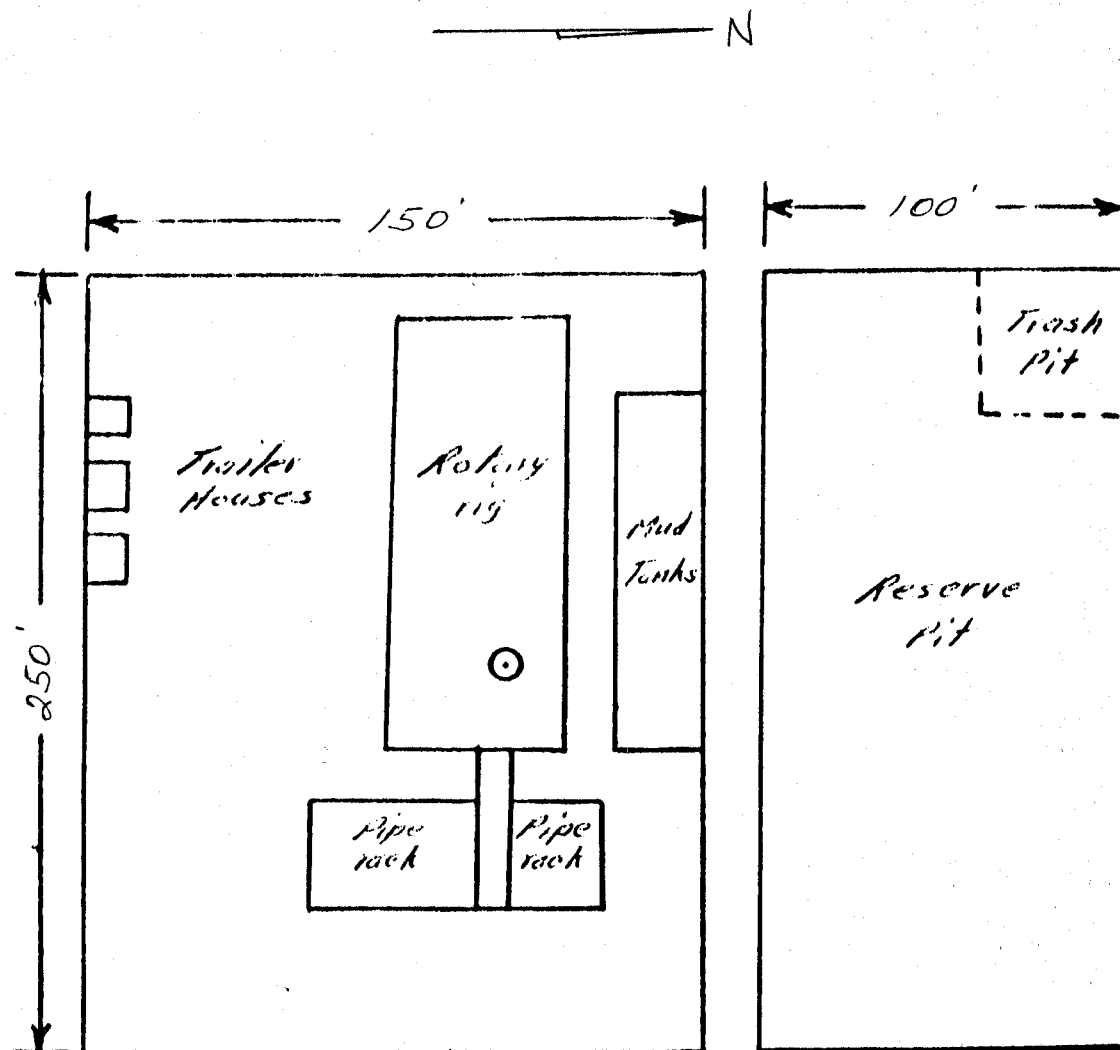 N
150'
100'
Trash
Pit
Trailer
Houses
Rotary
rig
Mud
Tanks
Reserve
Pit
250'
Pipe
rack
Pipe
rack